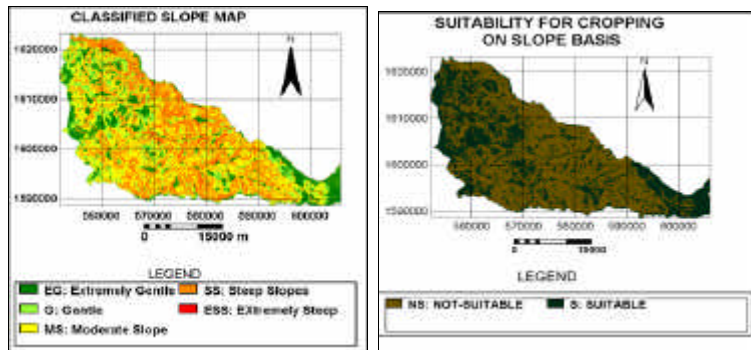 CLASSIFIED SLOPE MAP
N
1620000
1610000
1600000
1590000
560000 570000 580000 590000 600000
0 15000 m
LEGEND
EG: Extremely Gentle
SS: Steep Slopes
G: Gentle
ESS: EXtremely Steep
MS: Moderate Slope
SUITABILITY FOR CROPPING
ON SLOPE BASIS
N
1620000
1610000
1600000
1590000
560000 570000 580000 590000 600000
0 15000
LEGEND
NS: NOT-SUITABLE
S: SUITABLE